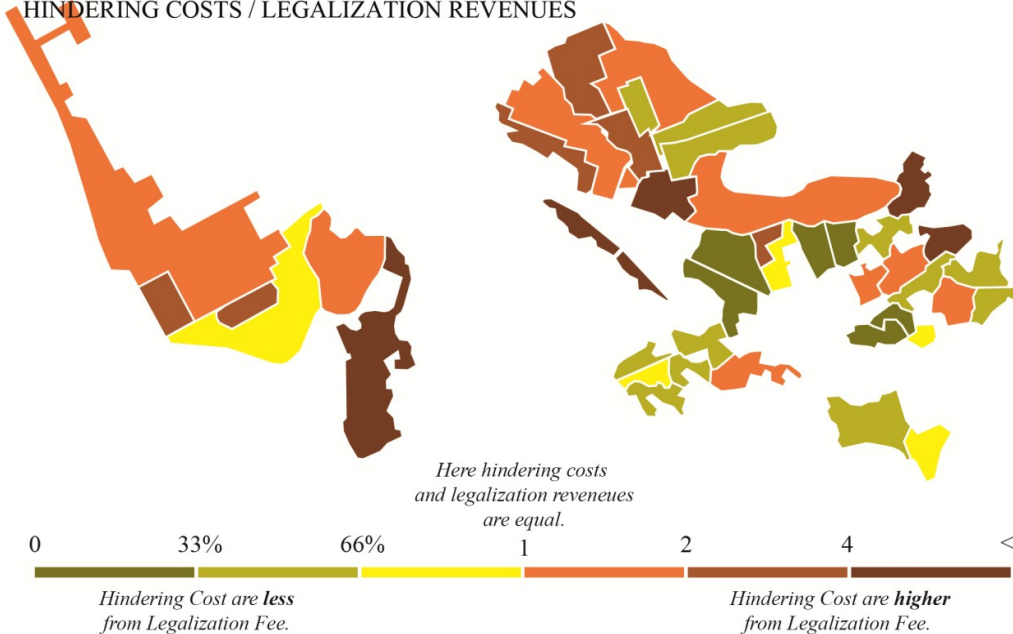 HINDERING COSTS / LEGALIZATION REVENUES
Here hindering costs
and legalization reveneues
are equal.
0 33% 66% 1 2 4 <
Hindering Cost are less
from Legalization Fee.
Hindering Cost are higher
from Legalization Fee.